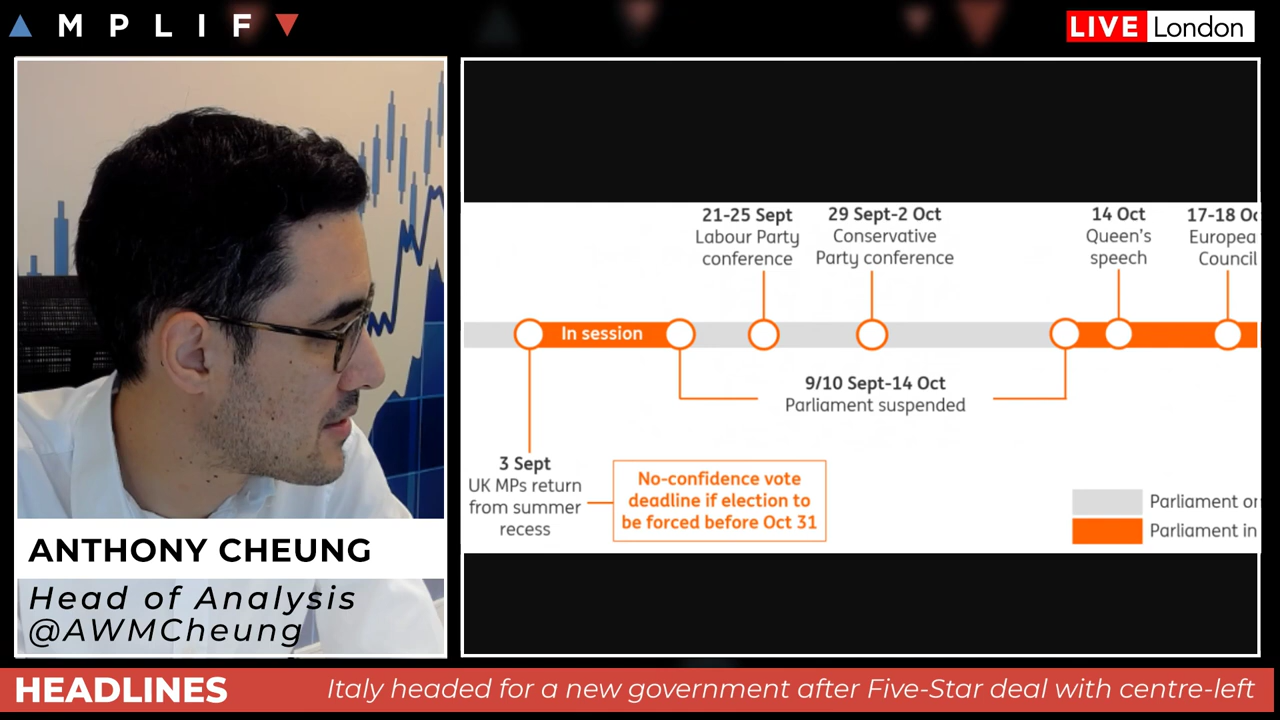 AMPLIFY
LIVE London
21-25 Sept
Labour Party
conference
29 Sept-2 Oct
Conservative
Party conference
14 Oct
Queen's
speech
17-18 Oc
Europea
Council
In session
9/10 Sept-14 Oct
Parliament suspended
3 Sept
UK MPs return
from summer
recess
No-confidence vote
deadline if election to
be forced before Oct 31
Parliament or
Parliament in
ANTHONY CHEUNG
Head of Analysis
@AWMCheung
HEADLINES
Italy headed for a new government after Five-Star deal with centre-left